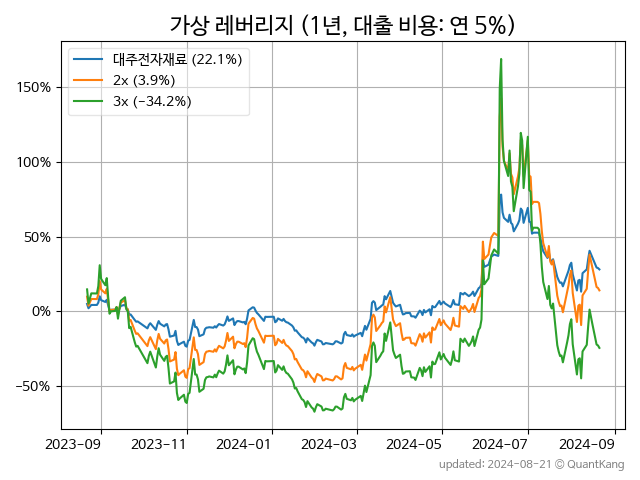 가상 레버리지 (1년, 대출 비용: 연 5%)
대주전자재료 (22.1%)
2x (3.9%)
3x (−34.2%)
150%
100%
50%
0%
−50%
2023-09 2023-11 2024-01 2024-03 2024-05 2024-07 2024-09
updated: 2024-08-21 © QuantKang